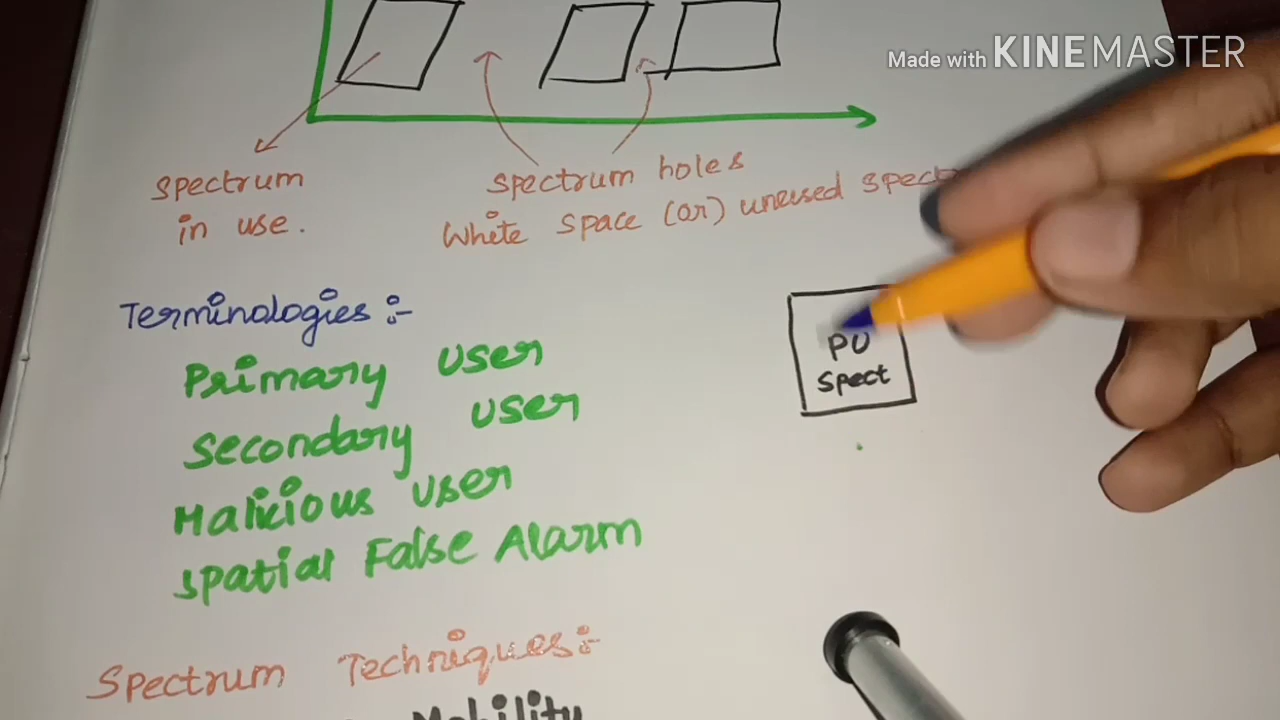 Made with KINEMASTER
Spectrum
in use.
Spectrum holes
White space (or) unused
Terminologies :-
Primary User
Secondary User
Malicious User
Spatial False Alarm
PU
Spect
Spectrum Techniques:-
Mobility